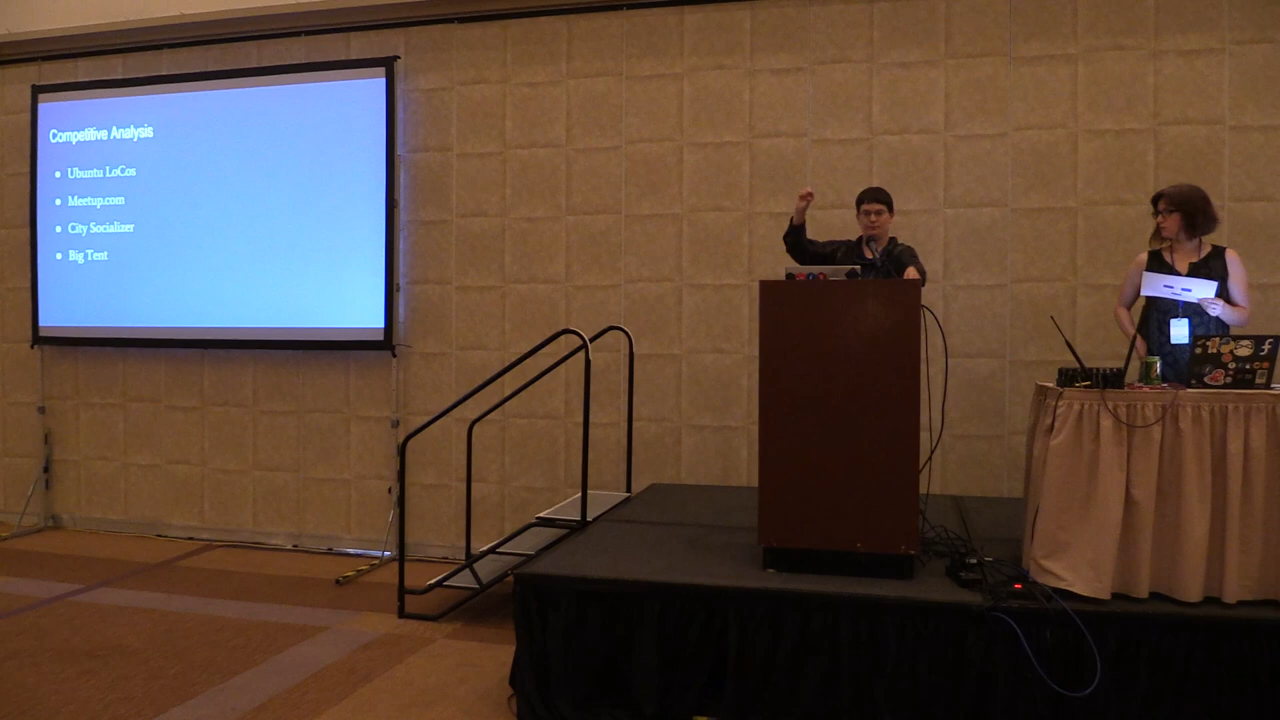 Competitive Analysis
Ubuntu LoCos
Meetup.com
City Socializer
Big Tent